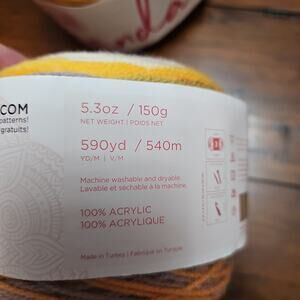 nda
.COM
patterns!
gratuits!
5.3oz / 150g
NET WEIGHT | POIDS NET
590yd / 540m
YD/M | V/M
Machine washable and dryable.
Lavable et séchable à la machine.
100% ACRYLIC
100% ACRYLIQUE
Made in Turkey | Fabriqué en Turquie